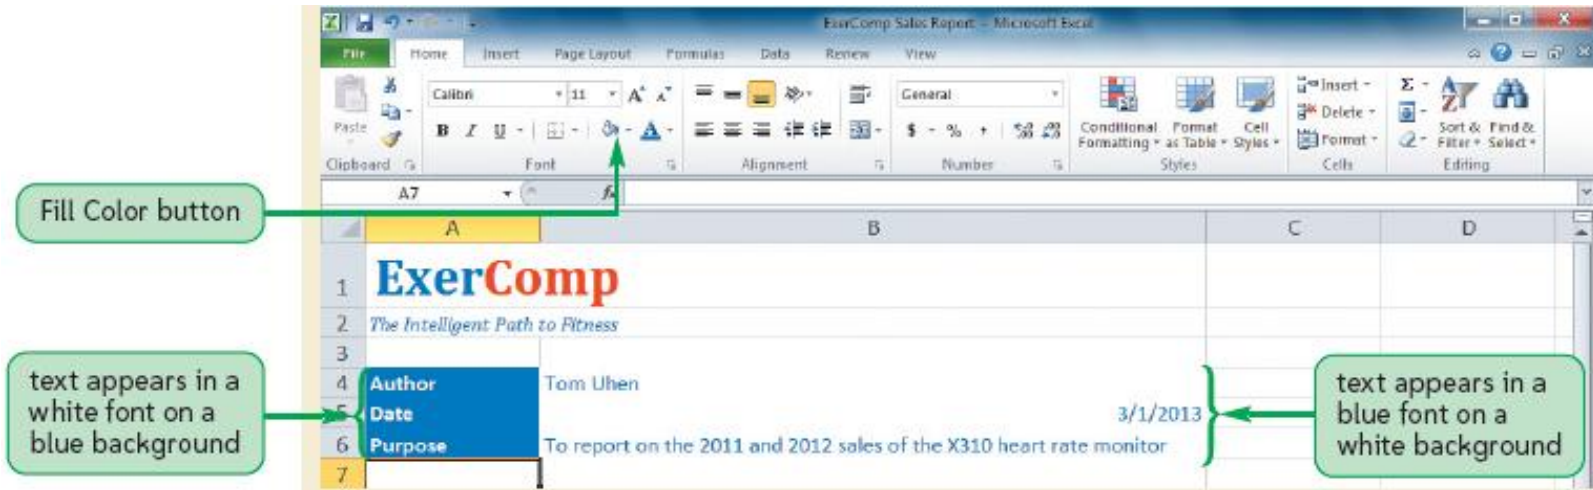 ExerComp Sales Report - Microsoft Excel
File Home Insert Page Layout Formulas Data Review View
Calibri 11 A A General Insert Σ
Paste Delete
B I U A $ % , Conditional Format Cell Format Sort & Find &
Formatting as Table Styles Filter Select
Clipboard Font Alignment Number Styles Cells Editing
A7 fx
Fill Color button
A B C D
1 ExerComp
2 The Intelligent Path to Fitness
3
text appears in a
white font on a
blue background
4 Author Tom Uhen
5 Date 3/1/2013
6 Purpose To report on the 2011 and 2012 sales of the X310 heart rate monitor
7
text appears in a
blue font on a
white background